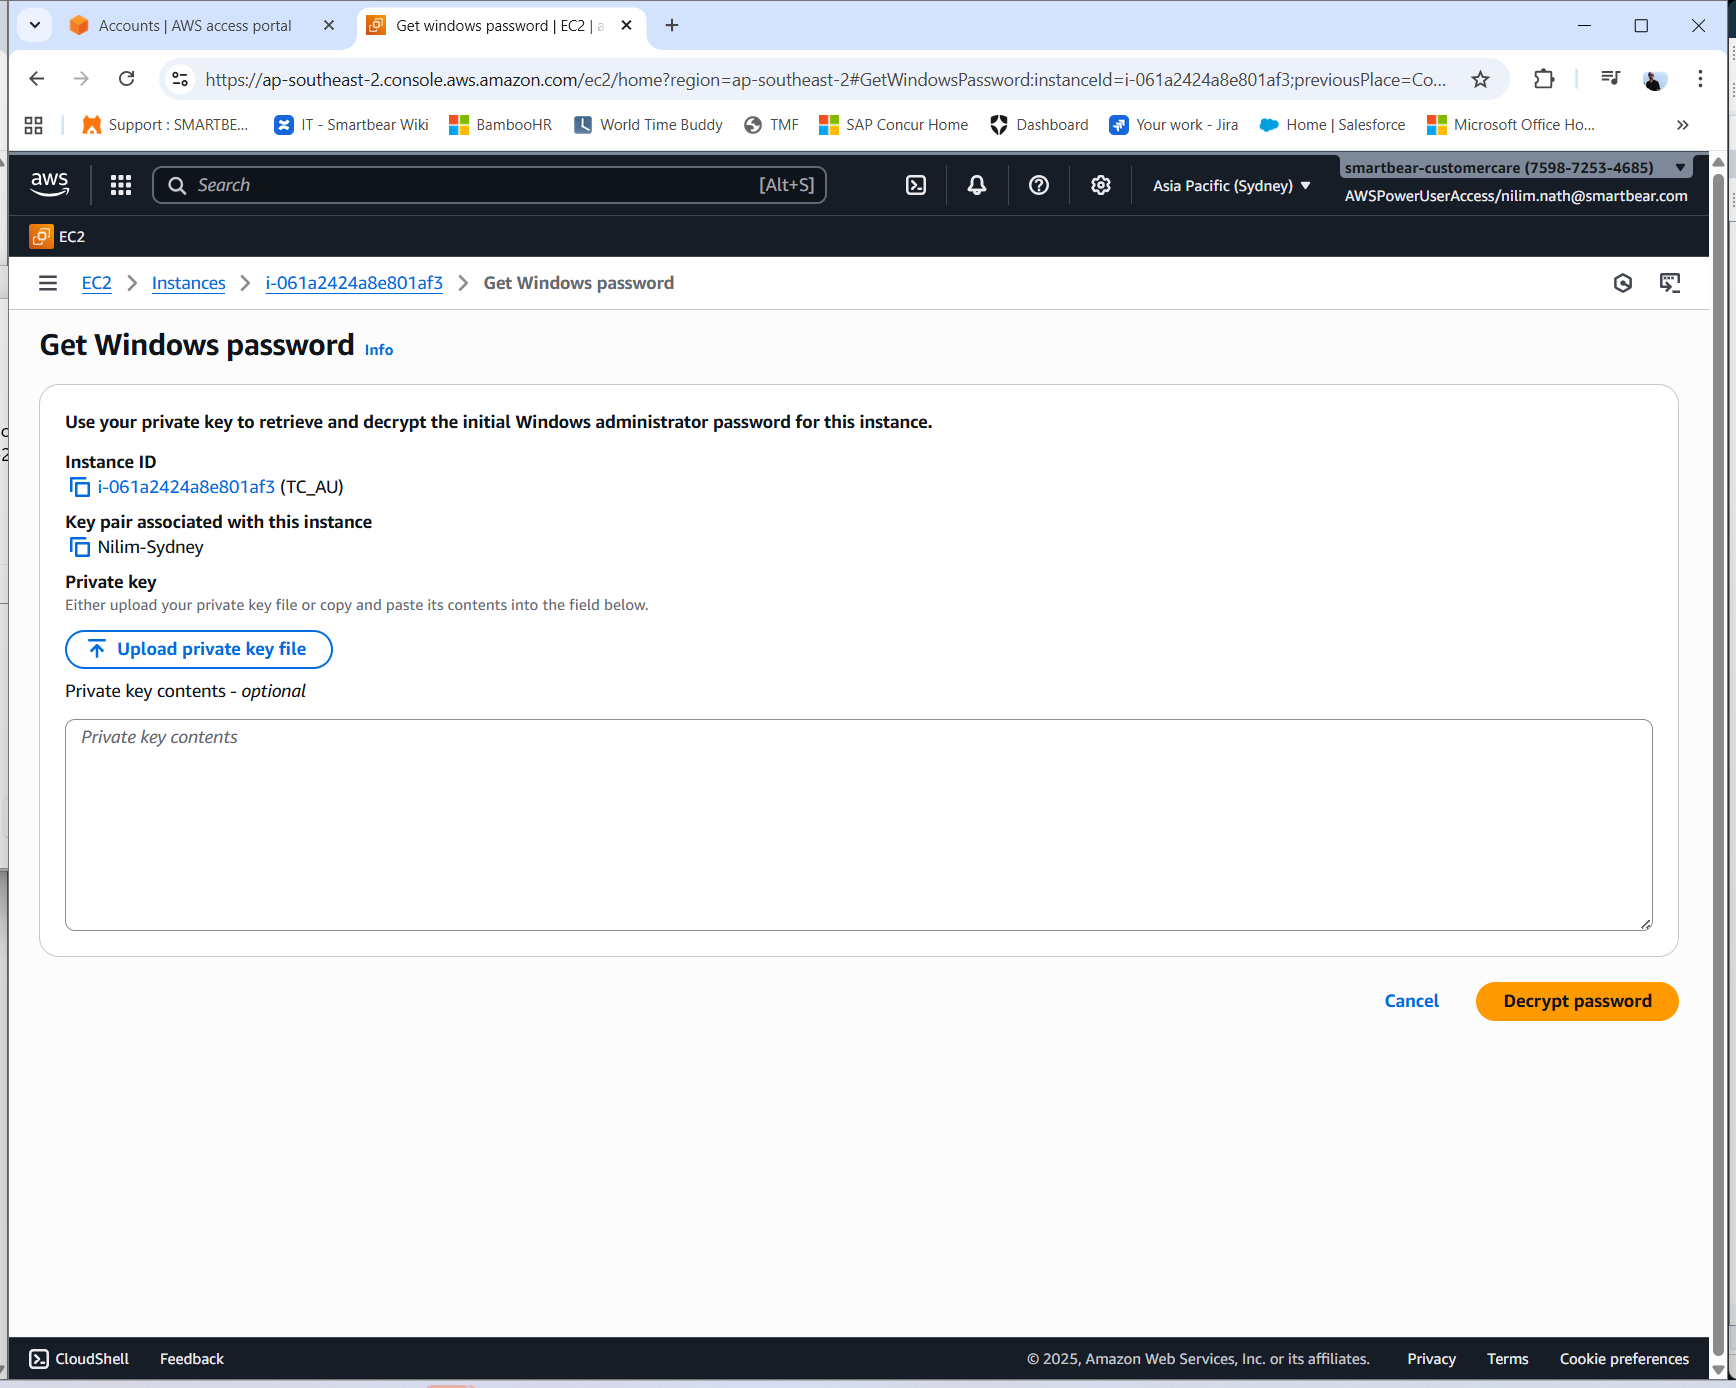 Accounts | AWS access portal
Get windows password | EC2 | a
https://ap-southeast-2.console.aws.amazon.com/ec2/home?region=ap-southeast-2#GetWindowsPassword:instanceId=i-061a2424a8e801af3;previousPlace=Co...
Support : SMARTBE...
IT - Smartbear Wiki
BambooHR
World Time Buddy
TMF
SAP Concur Home
Dashboard
Your work - Jira
Home | Salesforce
Microsoft Office Ho...
aws
Search
[Alt+S]
Asia Pacific (Sydney)
smartbear-customercare (7598-7253-4685)
AWSPowerUserAccess/nilim.nath@smartbear.com
EC2
EC2 > Instances > i-061a2424a8e801af3 > Get Windows password
Get Windows password Info
Use your private key to retrieve and decrypt the initial Windows administrator password for this instance.
Instance ID
i-061a2424a8e801af3 (TC_AU)
Key pair associated with this instance
Nilim-Sydney
Private key
Either upload your private key file or copy and paste its contents into the field below.
Upload private key file
Private key contents - optional
Private key contents
Cancel
Decrypt password
CloudShell
Feedback
© 2025, Amazon Web Services, Inc. or its affiliates.
Privacy
Terms
Cookie preferences